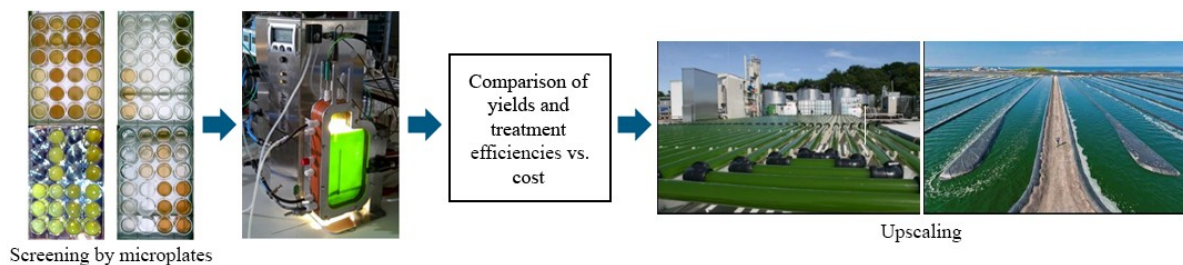 Comparison of
yields and
treatment
efficiencies vs.
cost
Screening by microplates
Upscaling